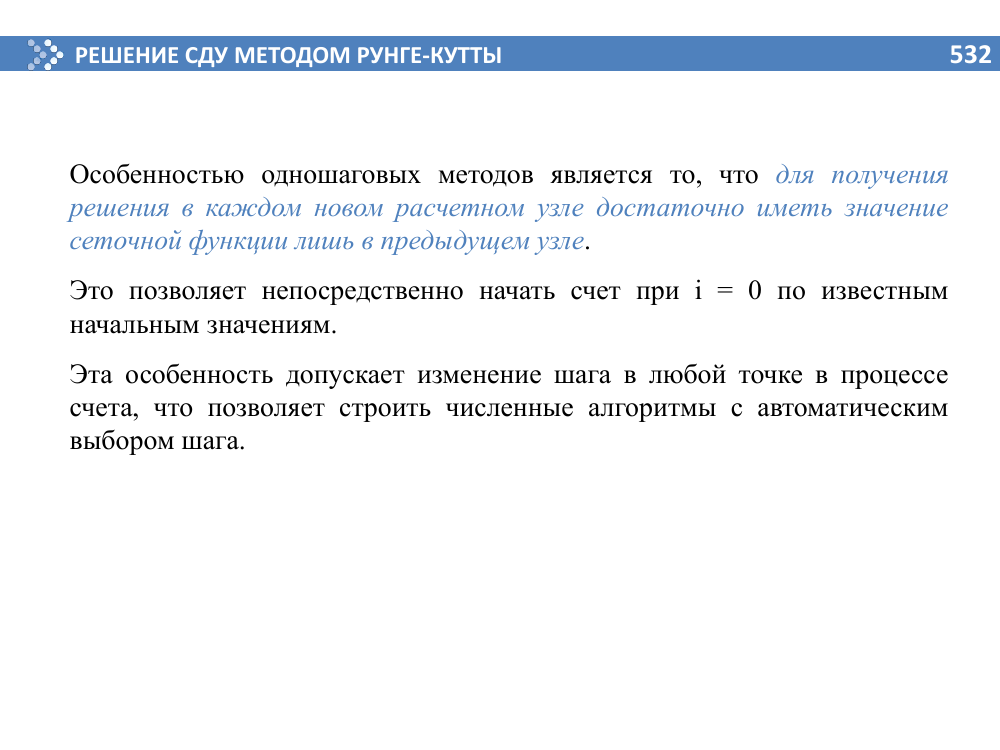 РЕШЕНИЕ СДУ МЕТОДОМ РУНГЕ-КУТТЫ
532
Особенностью одношаговых методов является то, что для получения
решения в каждом новом расчетном узле достаточно иметь значение
сеточной функции лишь в предыдущем узле.
Это позволяет непосредственно начать счет при i = 0 по известным
начальным значениям.
Эта особенность допускает изменение шага в любой точке в процессе
счета, что позволяет строить численные алгоритмы с автоматическим
выбором шага.